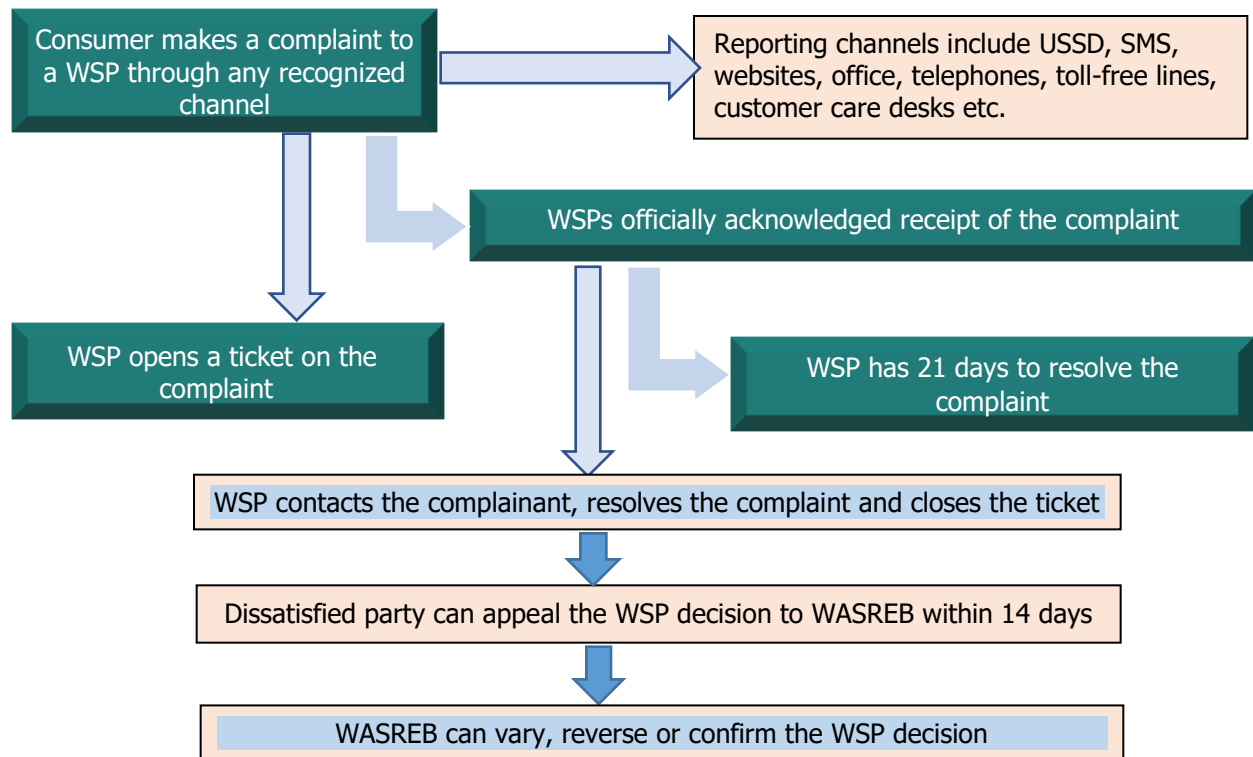 Consumer makes a complaint to
a WSP through any recognized
channel
Reporting channels include USSD, SMS,
websites, office, telephones, toll-free lines,
customer care desks etc.
WSPs officially acknowledged receipt of the complaint
WSP opens a ticket on the
complaint
WSP has 21 days to resolve the
complaint
WSP contacts the complainant, resolves the complaint and closes the ticket
Dissatisfied party can appeal the WSP decision to WASREB within 14 days
WASREB can vary, reverse or confirm the WSP decision